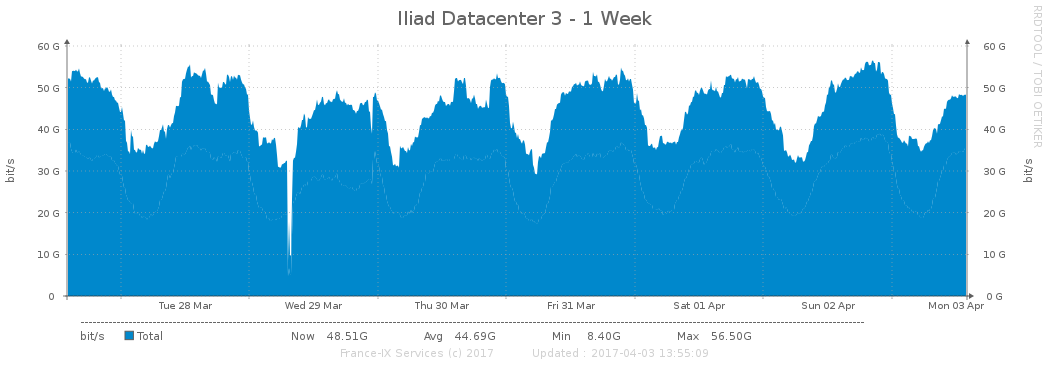 Iliad Datacenter 3 - 1 Week
RRDTOOL / TOBI OETIKER
60 G 60 G
50 G 50 G
40 G 40 G
30 G 30 G
20 G 20 G
10 G 10 G
0 0 G
bit/s bit/s
Tue 28 Mar Wed 29 Mar Thu 30 Mar Fri 31 Mar Sat 01 Apr Sun 02 Apr Mon 03 Apr
bit/s Total Now 48.51G Avg 44.69G Min 8.40G Max 56.50G
France-IX Services (c) 2017 Updated : 2017-04-03 13:55:09